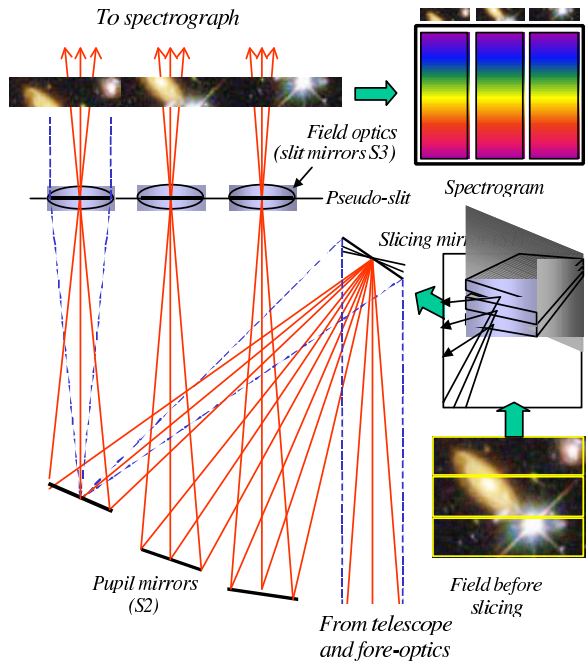 To spectrograph
Field optics
(slit mirrors S3)
Pseudo-slit
Spectrogram
Slicing
Pupil mirrors
(S2)
Field before
slicing
From telescope
and fore-optics